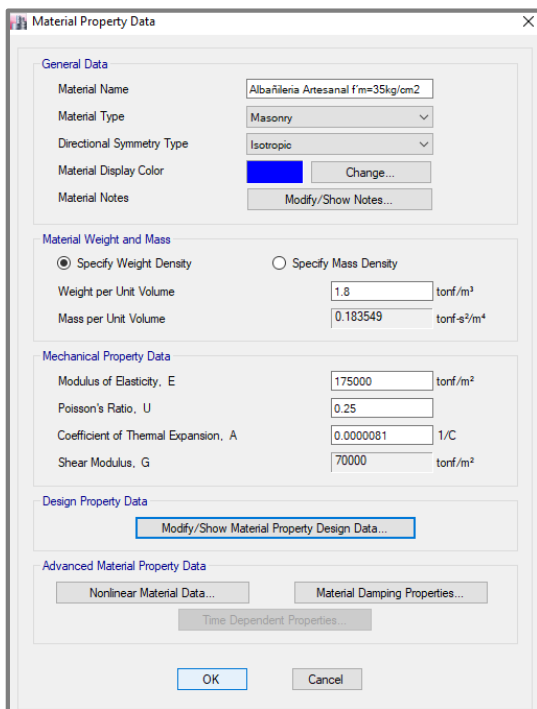 Material Property Data
General Data
Material Name Albañileria Artesanal f'm=35kg/cm2
Material Type Masonry
Directional Symmetry Type Isotropic
Material Display Color Change...
Material Notes Modify/Show Notes...
Material Weight and Mass
Specify Weight Density Specify Mass Density
Weight per Unit Volume 1.8 tonf/m³
Mass per Unit Volume 0.183549 tonf-s²/m⁴
Mechanical Property Data
Modulus of Elasticity, E 175000 tonf/m²
Poisson's Ratio, U 0.25
Coefficient of Thermal Expansion, A 0.0000081 1/C
Shear Modulus, G 70000 tonf/m²
Design Property Data
Modify/Show Material Property Design Data...
Advanced Material Property Data
Nonlinear Material Data... Material Damping Properties...
Time Dependent Properties...
OK Cancel